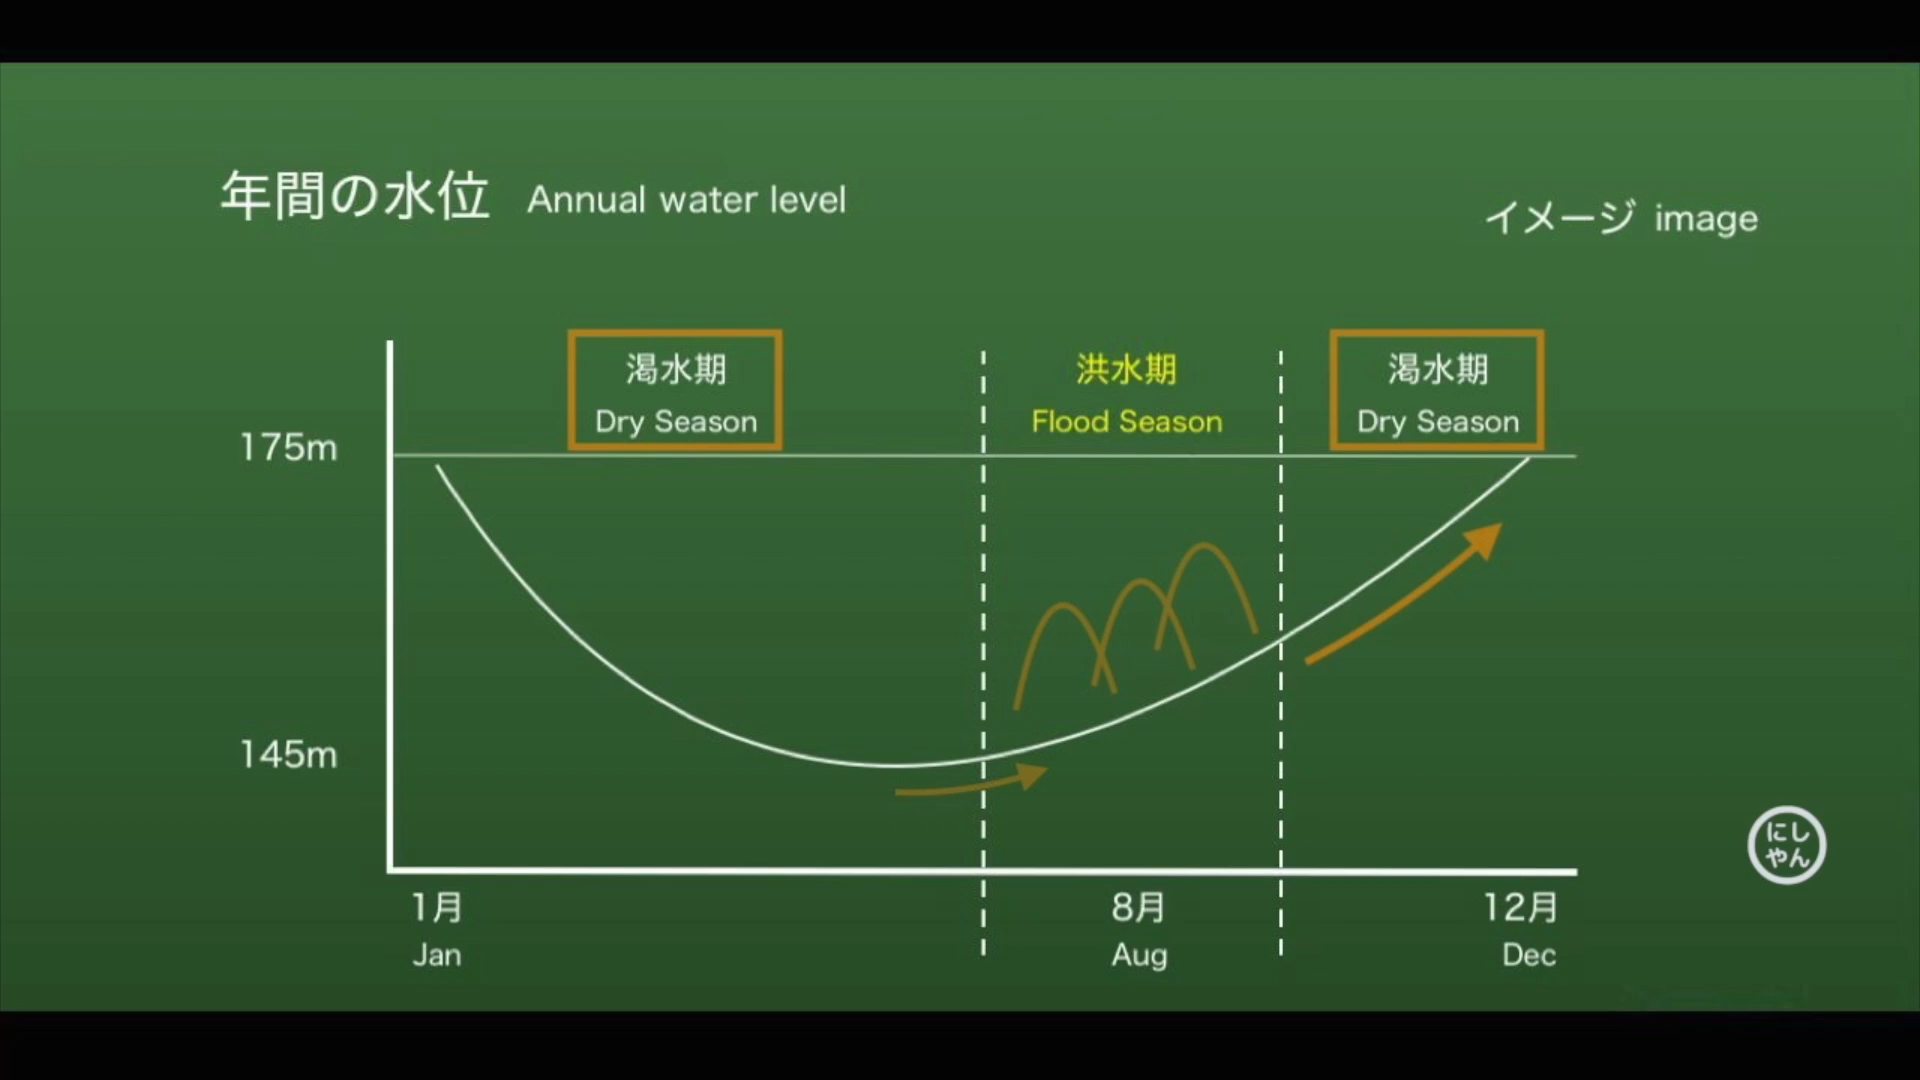 年間の水位 Annual water level
イメージ image
渇水期
Dry Season
洪水期
Flood Season
渇水期
Dry Season
175m
145m
1月
Jan
8月
Aug
12月
Dec
にし
やん